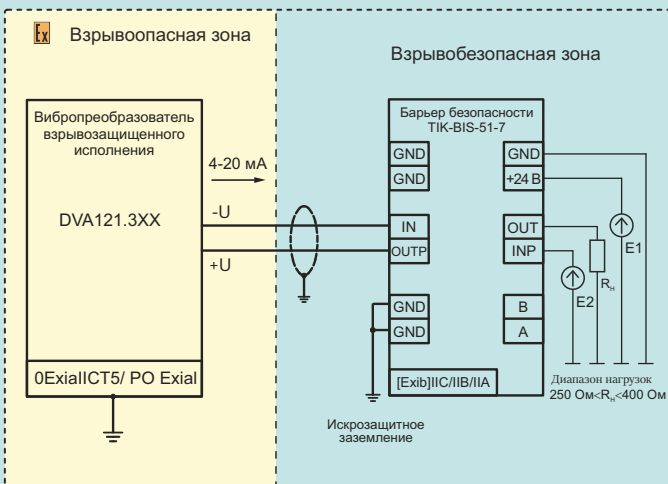 Ex Взрывоопасная зона
Взрывобезопасная зона
Вибропреобразователь
взрывозащищенного
исполнения
DVA121.3XX
4-20 мА
-U
+U
0ExiaIICT5/ PO ExiaI
Барьер безопасности
TIK-BIS-51-7
GND
GND
IN
OUTP
GND
GND
GND
+24 В
OUT
INP
B
A
[Exib]IIC/IIB/IIA
E1
Rн
E2
Искрозащитное
заземление
Диапазон нагрузок
250 Ом<Rн<400 Ом